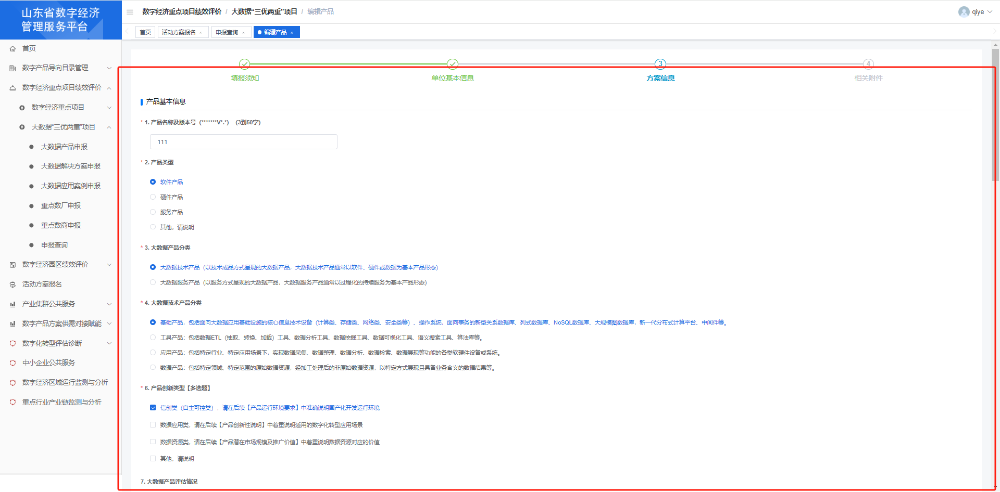 山东省数字经济
管理服务平台
数字经济重点项目绩效评价 / 大数据“三优两重”项目 / 编辑产品
qiye
首页
活动方案报名 ×
申报查询 ×
编辑产品 ×
首页
数字产品导向目录管理
数字经济重点项目绩效评价
数字经济重点项目
大数据“三优两重”项目
大数据产品申报
大数据解决方案申报
大数据应用案例申报
重点数厂申报
重点数商申报
申报查询
数字经济园区绩效评价
活动方案报名
产业集群公共服务
数字产品方案供需对接赋能
数字化转型评估诊断
中小企业公共服务
数字经济区域运行监测与分析
重点行业产业链监测与分析
填报须知
单位基本信息
3
方案信息
4
相关附件
产品基本信息
* 1. 产品名称及版本号（*******V*.*）（3到50字）
111
* 2. 产品类型
软件产品
硬件产品
服务产品
其他，请说明
* 3. 大数据产品分类
大数据技术产品（以技术成品方式呈现的大数据产品，大数据技术产品通常以软件、硬件或数据为基本产品形态）
大数据服务产品（以服务方式呈现的大数据产品，大数据服务产品通常以过程化的持续服务为基本产品形态）
* 4. 大数据技术产品分类
基础产品，包括面向大数据应用基础设施的核心信息技术设备（计算类、存储类、网络类、安全类等）、操作系统，面向事务的新型关系数据库、列式数据库、NoSQL数据库、大规模图数据库，新一代分布式计算平台、中间件等。
工具产品：包括数据ETL（抽取、转换、加载）工具、数据分析工具、数据挖掘工具、数据可视化工具、语义搜索工具、算法库等。
应用产品：包括特定行业、特定应用场景下，实现数据采集、数据整理、数据分析、数据检索、数据展现等功能的各类软硬件设备或系统。
数据产品：包括特定领域、特定范围的原始数据资源，经加工处理后的非原始数据资源，以特定方式展现且具备业务含义的数据结果等。
* 6. 产品创新类型【多选题】
信创类（自主可控类），请在后续【产品运行环境要求】中准确说明国产化开发运行环境
数据应用类，请在后续【产品创新性说明】中着重说明适用的数字化转型应用场景
数据资源类，请在后续【产品潜在市场规模及推广价值】中着重说明数据资源对应的价值
其他，请说明
7. 大数据产品评估情况